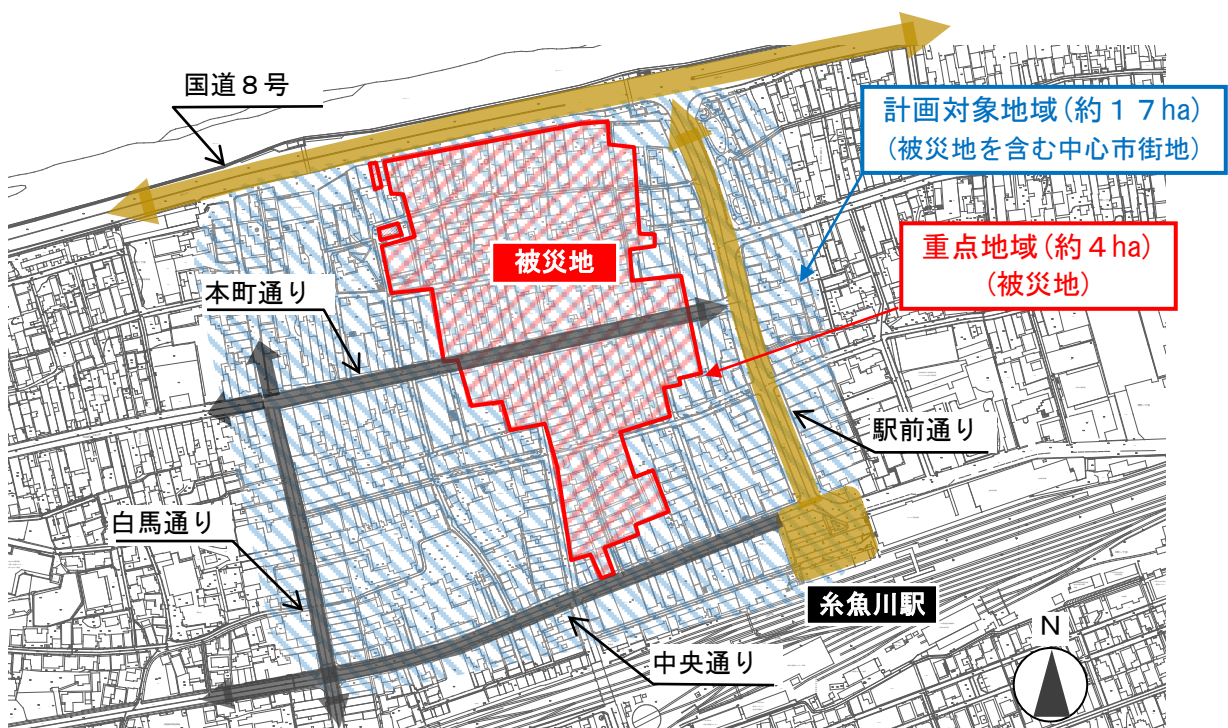 国道８号
計画対象地域(約１７ha)
(被災地を含む中心市街地)
被災地
重点地域(約４ha)
(被災地)
本町通り
駅前通り
白馬通り
糸魚川駅
中央通り
N